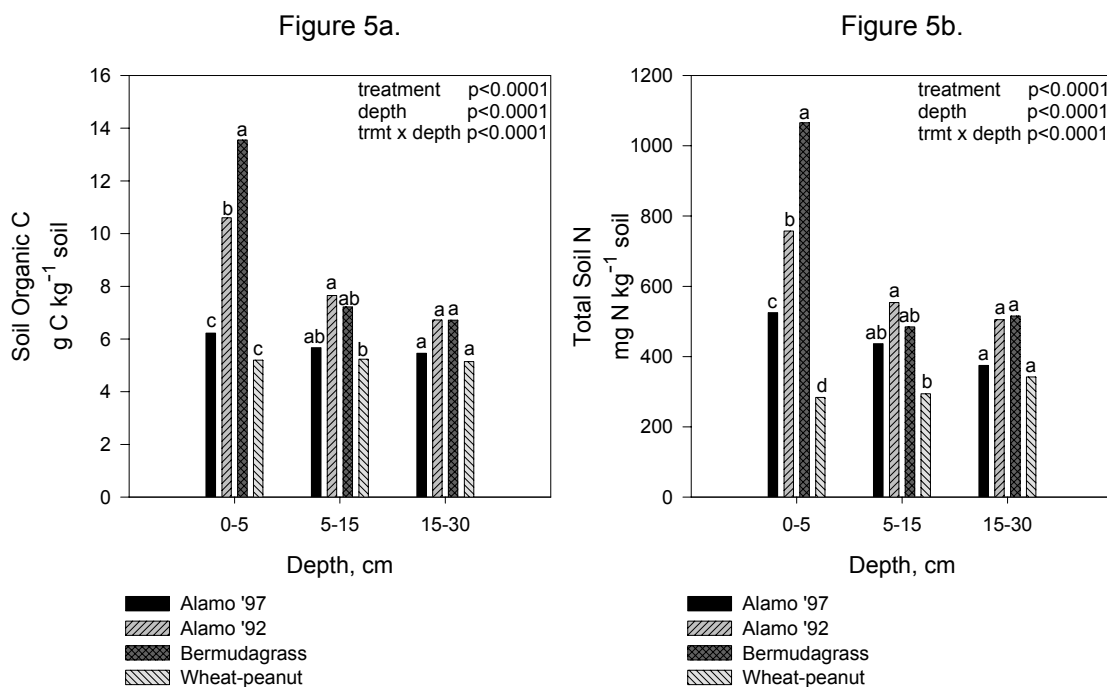 Figure 5a.
16
14
12
10
8
6
4
2
0
Soil Organic C
g C kg⁻¹ soil
treatment p<0.0001
depth p<0.0001
trmt x depth p<0.0001
c
b
a
c
ab
a
ab
b
a
a
a
a
0-5
5-15
15-30
Depth, cm
Alamo '97
Alamo '92
Bermudagrass
Wheat-peanut
Figure 5b.
1200
1000
800
600
400
200
0
Total Soil N
mg N kg⁻¹ soil
treatment p<0.0001
depth p<0.0001
trmt x depth p<0.0001
c
b
a
d
ab
a
ab
b
a
a
a
a
0-5
5-15
15-30
Depth, cm
Alamo '97
Alamo '92
Bermudagrass
Wheat-peanut